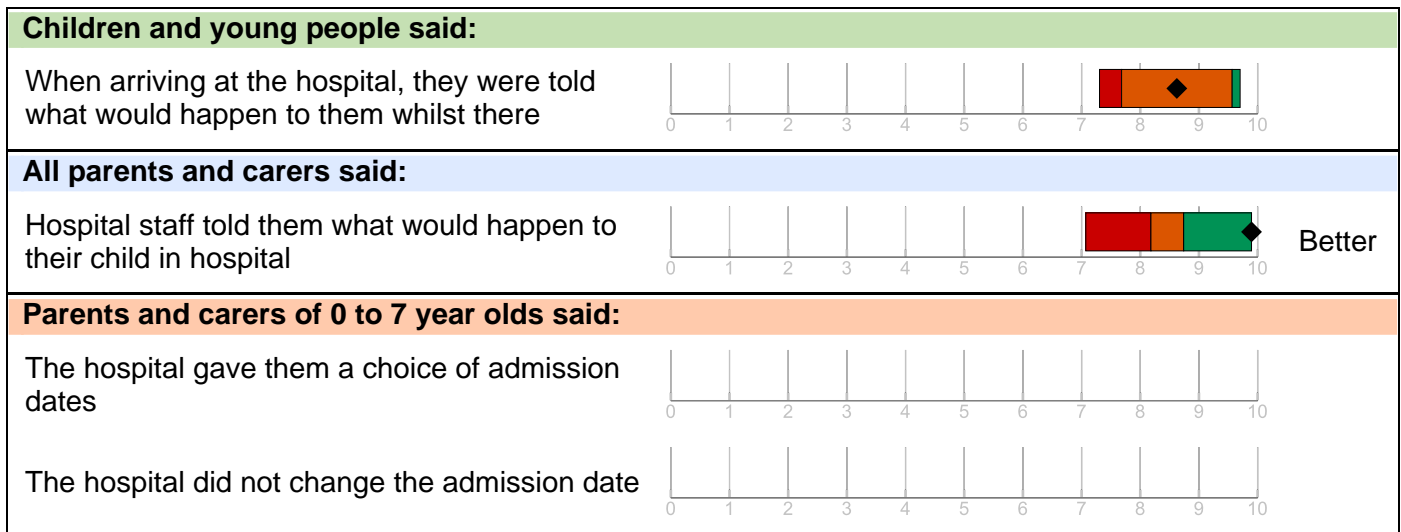 Children and young people said:
When arriving at the hospital, they were told
what would happen to them whilst there
0 1 2 3 4 5 6 7 8 9 10
All parents and carers said:
Hospital staff told them what would happen to
their child in hospital
Better
0 1 2 3 4 5 6 7 8 9 10
Parents and carers of 0 to 7 year olds said:
The hospital gave them a choice of admission
dates
0 1 2 3 4 5 6 7 8 9 10
The hospital did not change the admission date
0 1 2 3 4 5 6 7 8 9 10